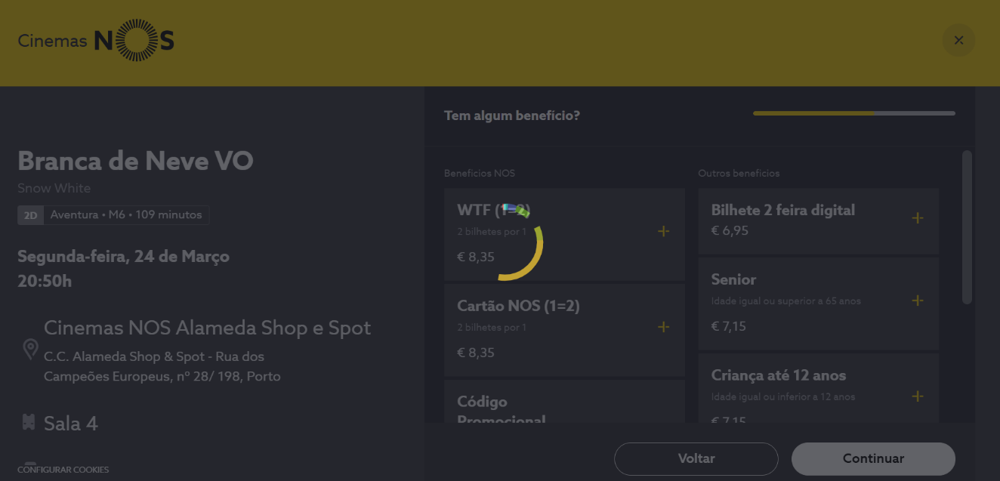 Cinemas NOS
Branca de Neve VO
Snow White
2D Aventura • M6 • 109 minutos
Segunda-feira, 24 de Março
20:50h
Cinemas NOS Alameda Shop e Spot
C.C. Alameda Shop & Spot - Rua dos
Campeões Europeus, nº 28/ 198, Porto
Sala 4
CONFIGURAR COOKIES
Tem algum benefício?
Beneficios NOS
WTF (1=2)
2 bilhetes por 1
€ 8,35
Cartão NOS (1=2)
2 bilhetes por 1
€ 8,35
Código
Promocional
Outros beneficios
Bilhete 2 feira digital
€ 6,95
Senior
Idade igual ou superior a 65 anos
€ 7,15
Criança até 12 anos
Idade igual ou inferior a 12 anos
€ 7,15
Voltar
Continuar